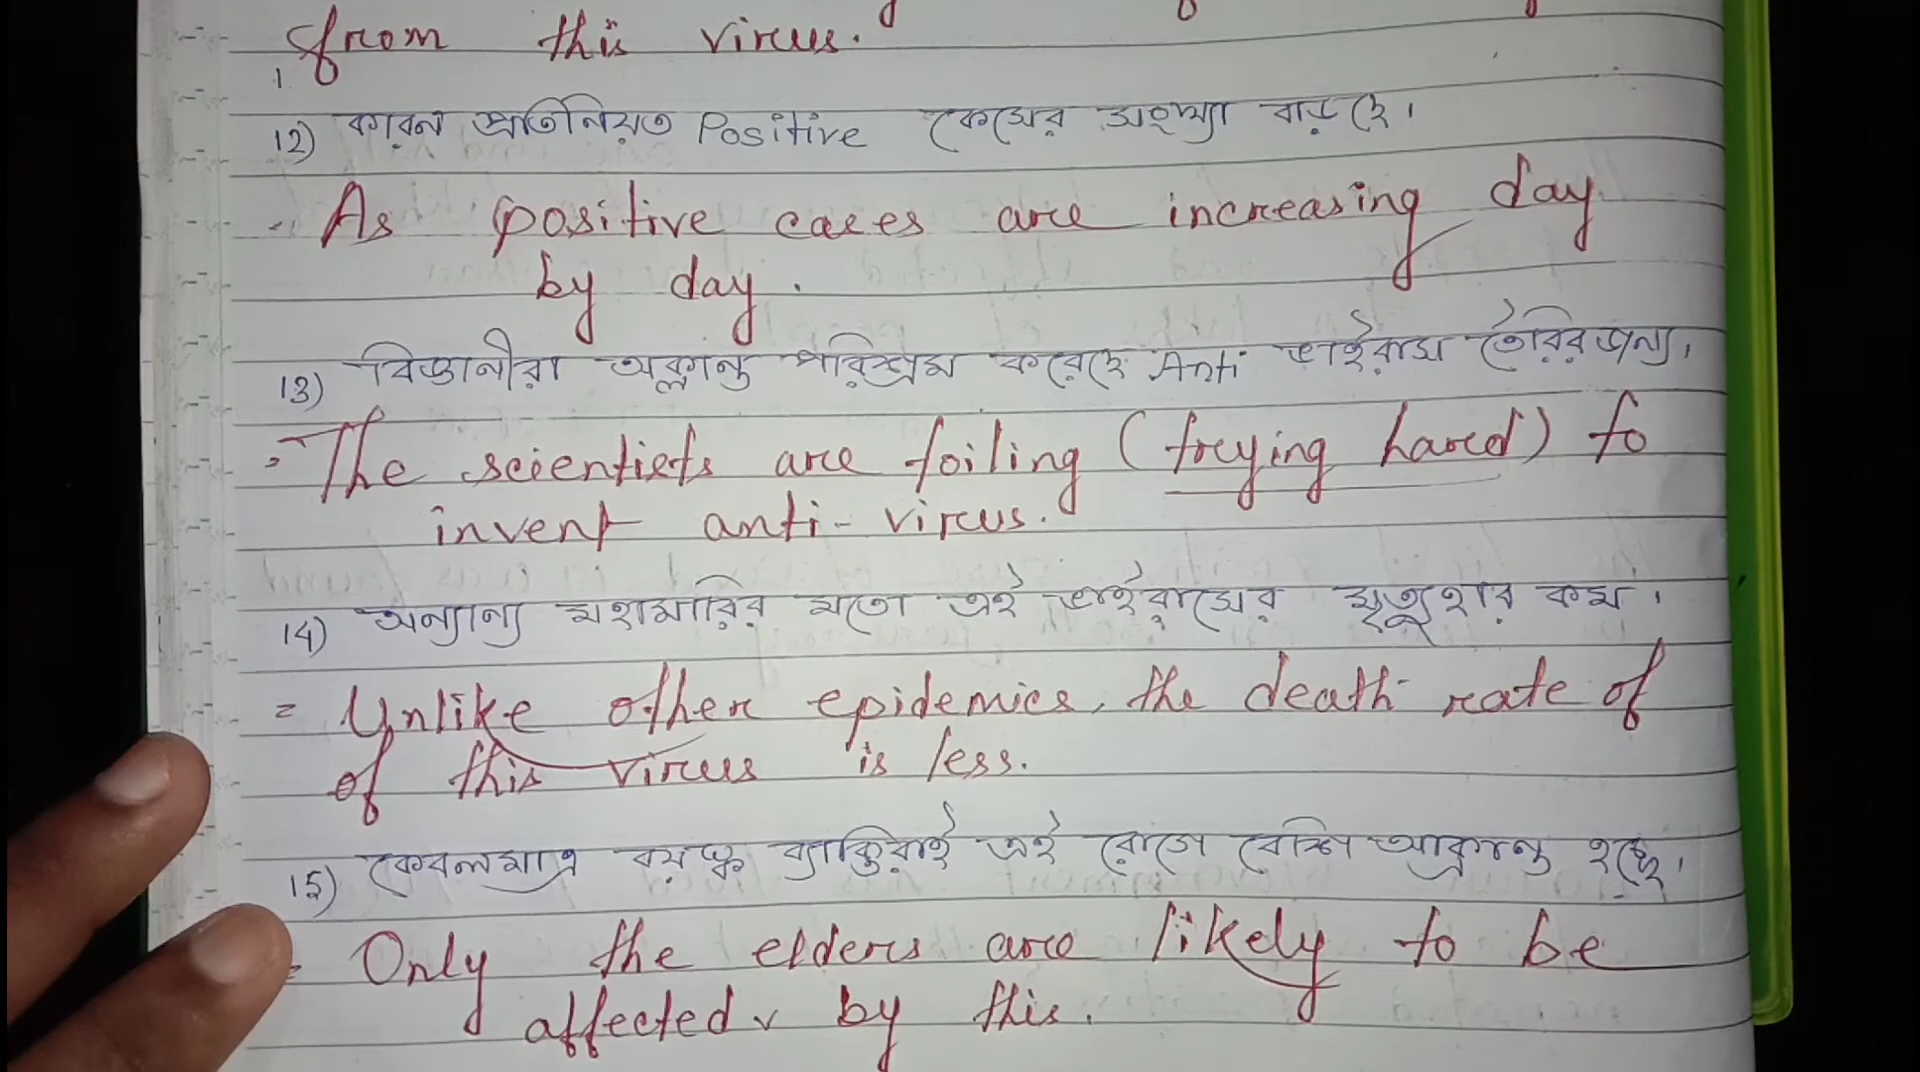 from this virus.
12) কারন প্রতিনিয়ত Positive কেসের সংখ্যা বাড়ছে।
As positive cases are increasing day
by day.
13) বিজ্ঞানীরা অক্লান্ত পরিশ্রম করেছে Anti ভাইরাস তৈরির জন্য।
= The scientists are toiling (trying hard) to
invent anti-virus.
14) অন্যান্য মহামারির মতো এই ভাইরাসের মৃত্যুহার কম।
= Unlike other epidemics, the death rate of
of this virus is less.
15) কেবলমাত্র বয়স্ক ব্যাক্তিরাই এই রোগে বেশি আক্রান্ত হচ্ছে।
= Only the elders are likely to be
affected by this.